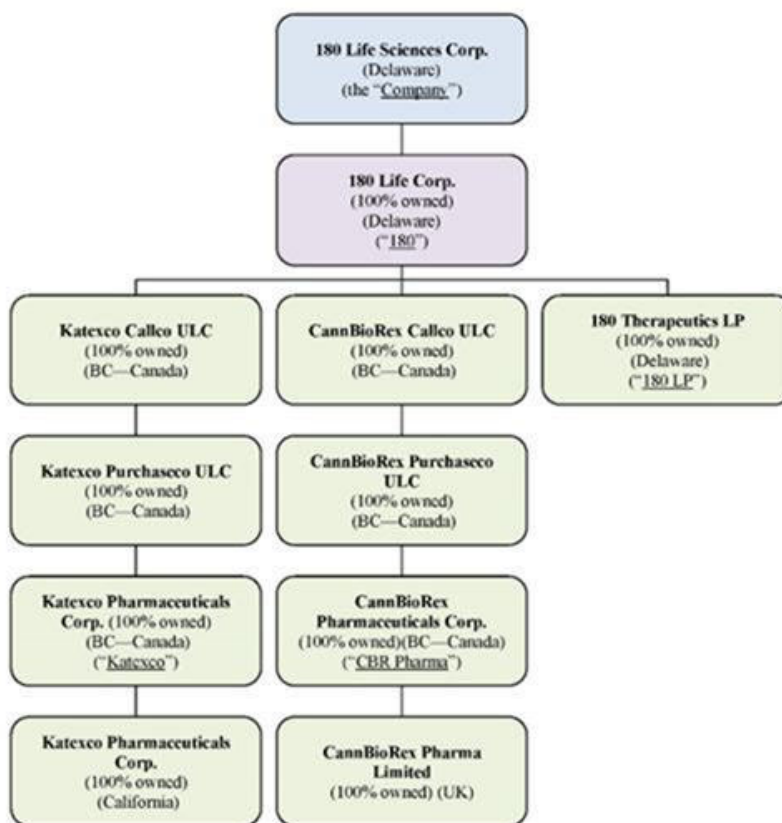 180 Life Sciences Corp.
(Delaware)
(the “Company”)
180 Life Corp.
(100% owned)
(Delaware)
(“180”)
Katexco Callco ULC
(100% owned)
(BC—Canada)
CannBioRex Callco ULC
(100% owned)
(BC—Canada)
180 Therapeutics LP
(100% owned)
(Delaware)
(“180 LP”)
Katexco Purchaseco ULC
(100% owned)
(BC—Canada)
CannBioRex Purchaseco
ULC
(100% owned)
(BC—Canada)
Katexco Pharmaceuticals
Corp. (100% owned)
(BC—Canada)
(“Katexco”)
CannBioRex
Pharmaceuticals Corp.
(100% owned)(BC—Canada)
(“CBR Pharma”)
Katexco Pharmaceuticals
Corp.
(100% owned)
(California)
CannBioRex Pharma
Limited
(100% owned) (UK)